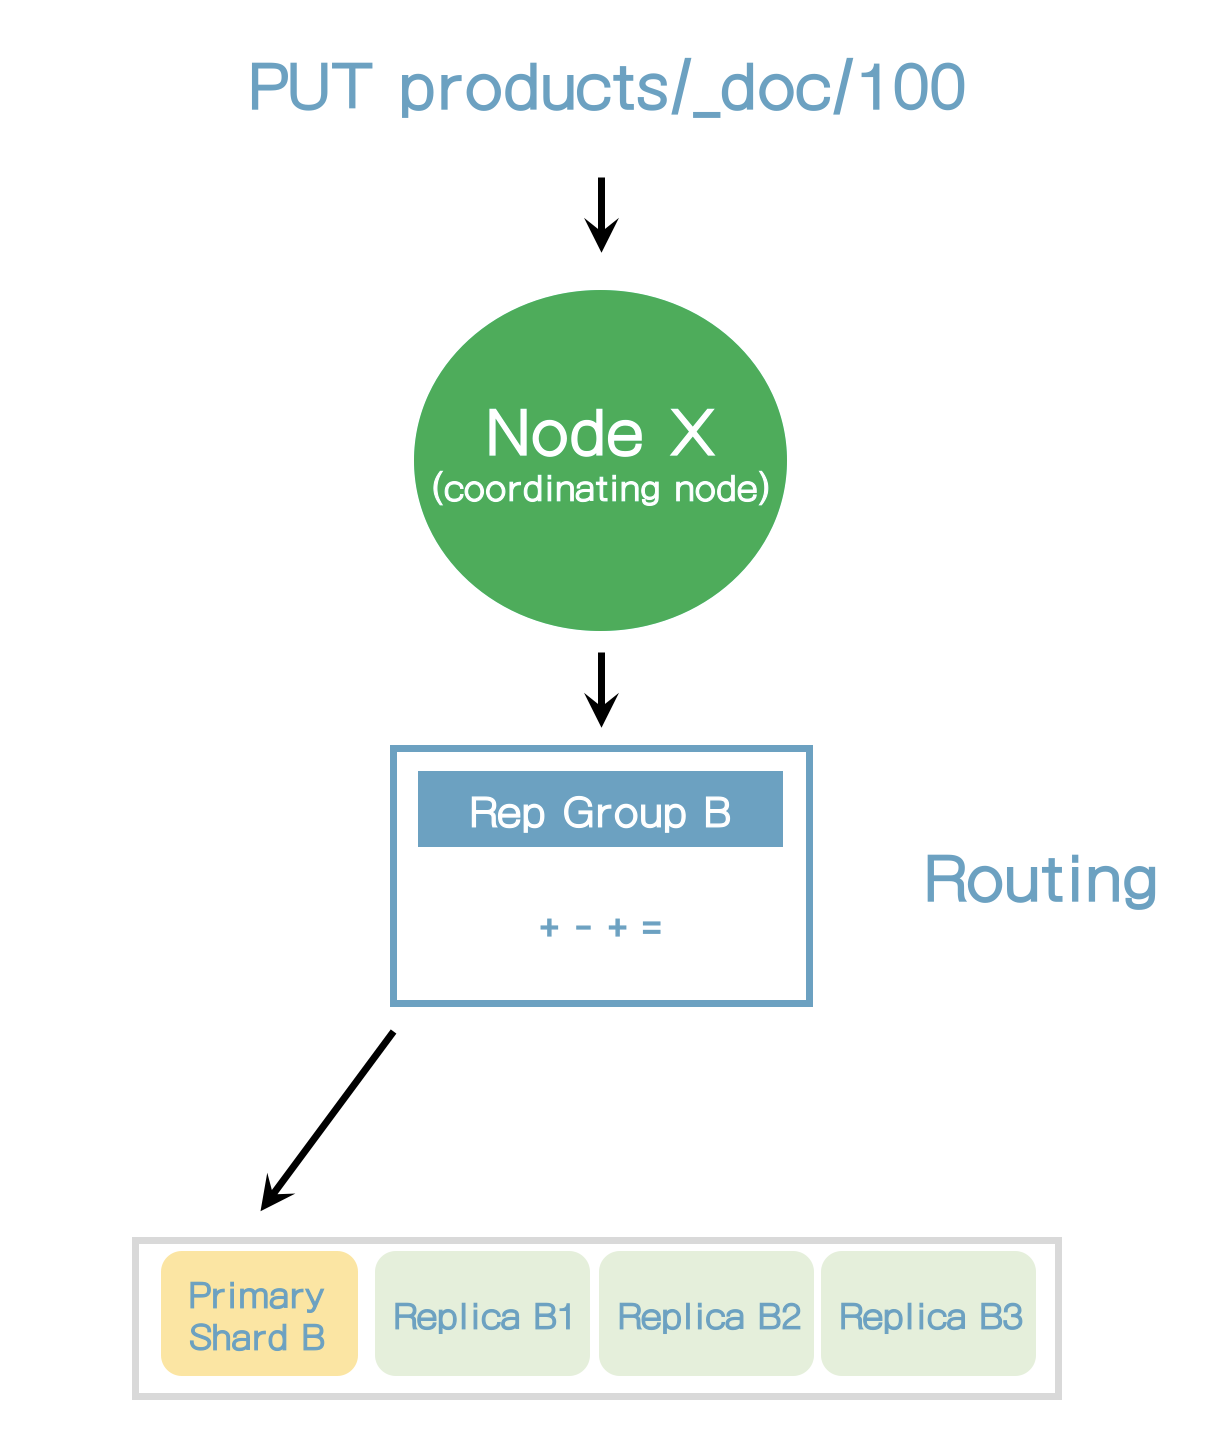 PUT products/_doc/100
Node X
(coordinating node)
Rep Group B
+ - + =
Routing
Primary
Shard B
Replica B1
Replica B2
Replica B3